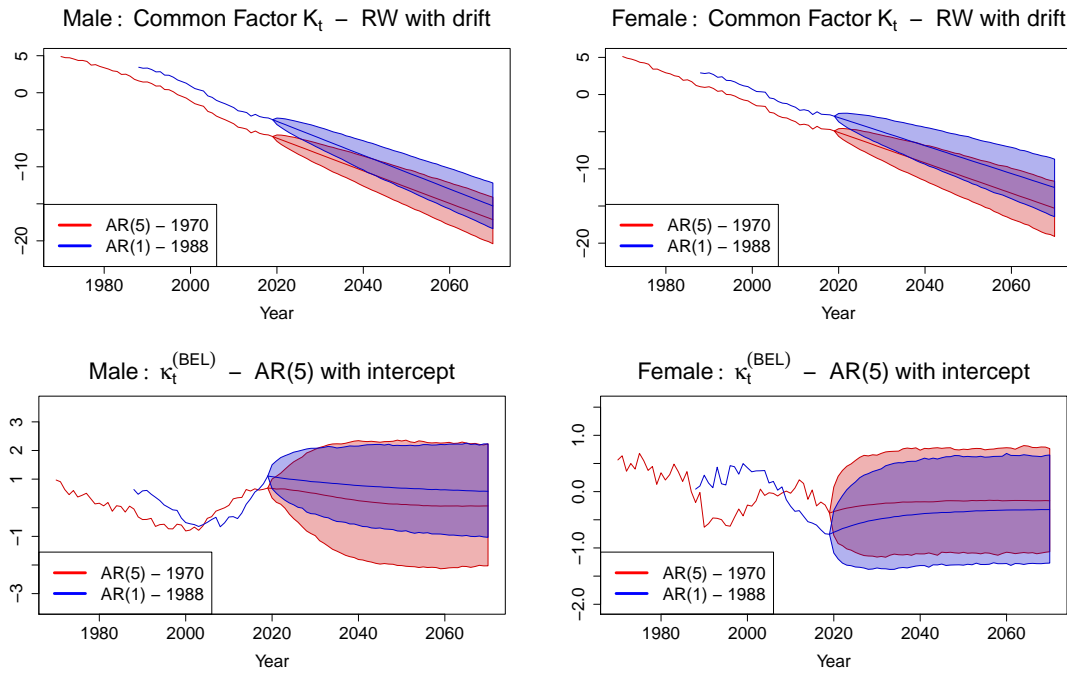 Male : Common Factor K_t − RW with drift
5
0
−10
−20
1980 2000 2020 2040 2060
Year
AR(5) − 1970
AR(1) − 1988
Female : Common Factor K_t − RW with drift
5
0
−10
−20
1980 2000 2020 2040 2060
Year
AR(5) − 1970
AR(1) − 1988
Male : κ_t^(BEL) − AR(5) with intercept
3
1
−1
−3
1980 2000 2020 2040 2060
Year
AR(5) − 1970
AR(1) − 1988
Female : κ_t^(BEL) − AR(5) with intercept
1.0
0.0
−1.0
−2.0
1980 2000 2020 2040 2060
Year
AR(5) − 1970
AR(1) − 1988